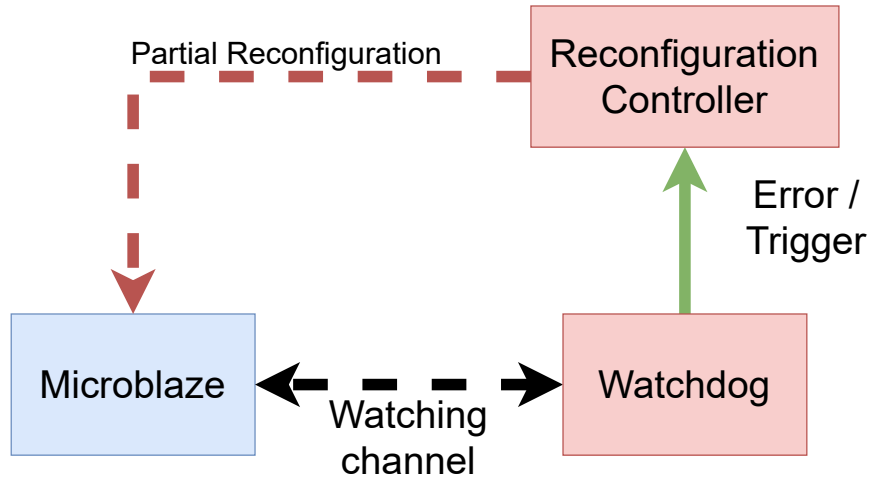 Partial Reconfiguration
Reconfiguration
Controller
Error /
Trigger
Microblaze
Watching
channel
Watchdog